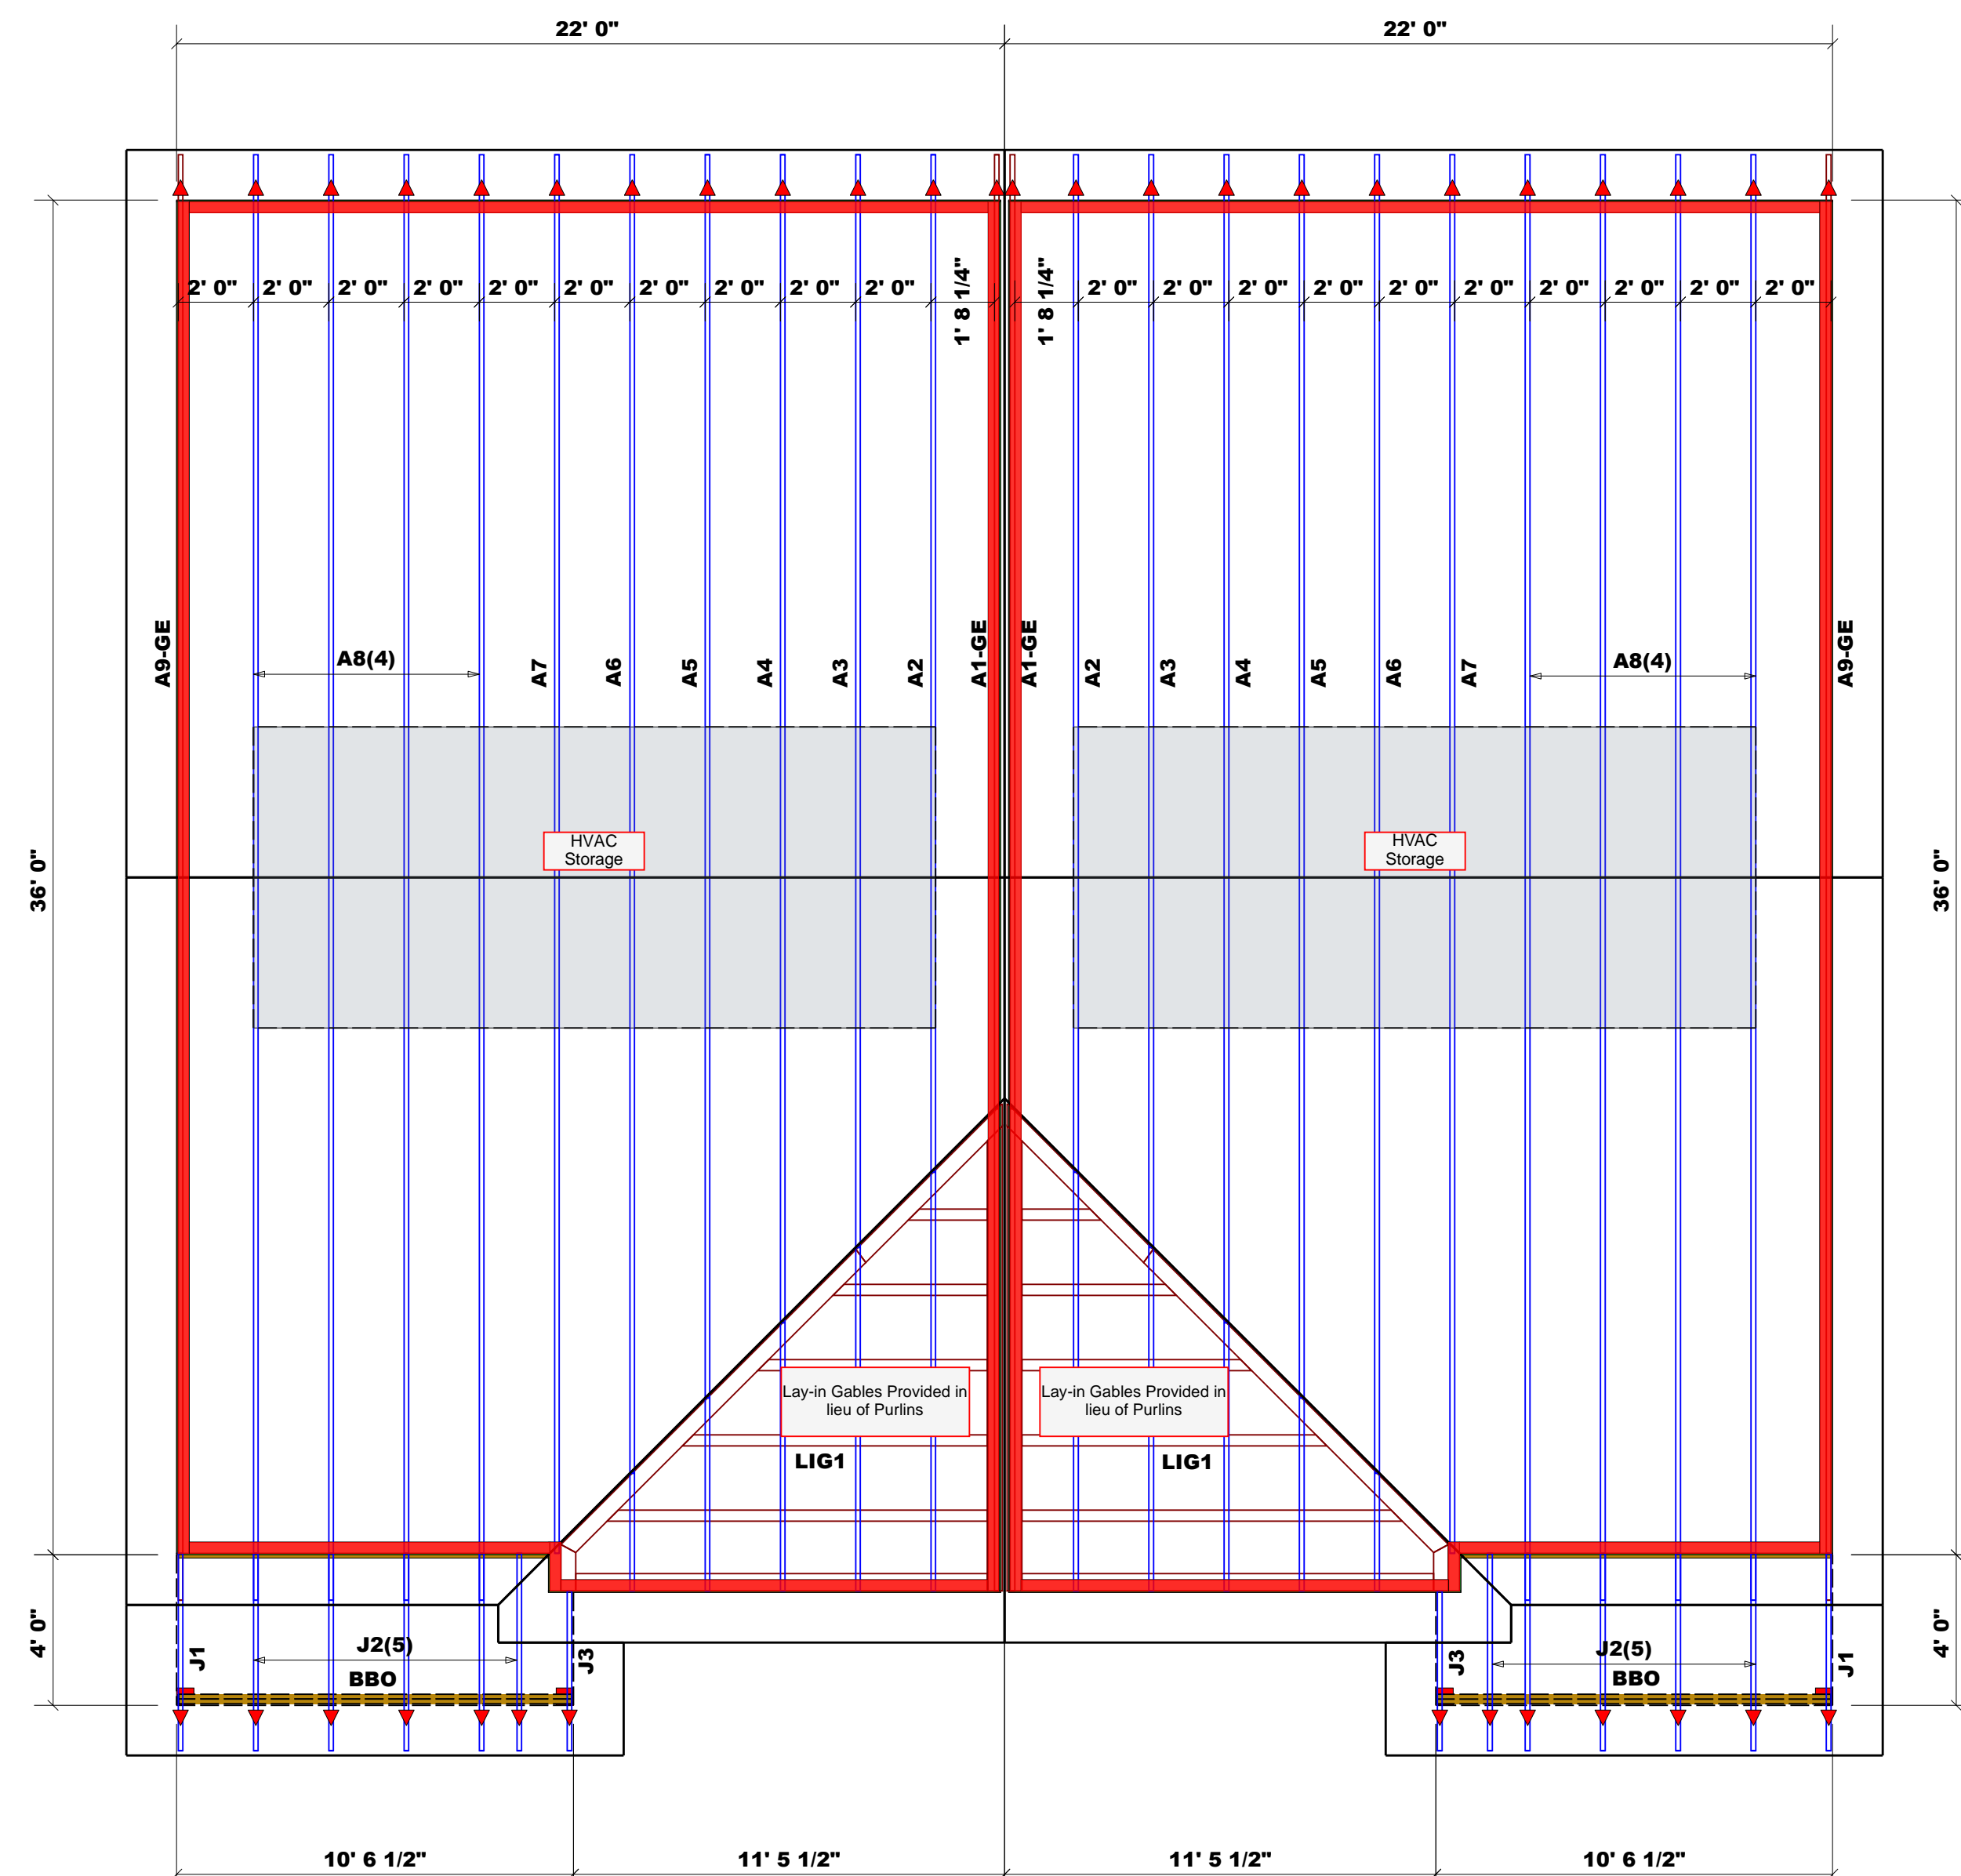 22' 0" 22' 0"
2' 0" 2' 0" 2' 0" 2' 0" 2' 0" 2' 0" 2' 0" 2' 0" 2' 0" 2' 0" 1' 8 1/4" 1' 8 1/4" 2' 0" 2' 0" 2' 0" 2' 0" 2' 0" 2' 0" 2' 0" 2' 0" 2' 0" 2' 0"
A9-GE A8(4) A7 A6 A5 A4 A3 A2 A1-GE A1-GE A2 A3 A4 A5 A6 A7 A8(4) A9-GE
HVAC
Storage
HVAC
Storage
36' 0" 36' 0"
Lay-in Gables Provided in
lieu of Purlins
Lay-in Gables Provided in
lieu of Purlins
LIG1 LIG1
4' 0" J1 J2(5) J3 J3 J2(5) J1 4' 0"
BBO BBO
10' 6 1/2" 11' 5 1/2" 11' 5 1/2" 10' 6 1/2"